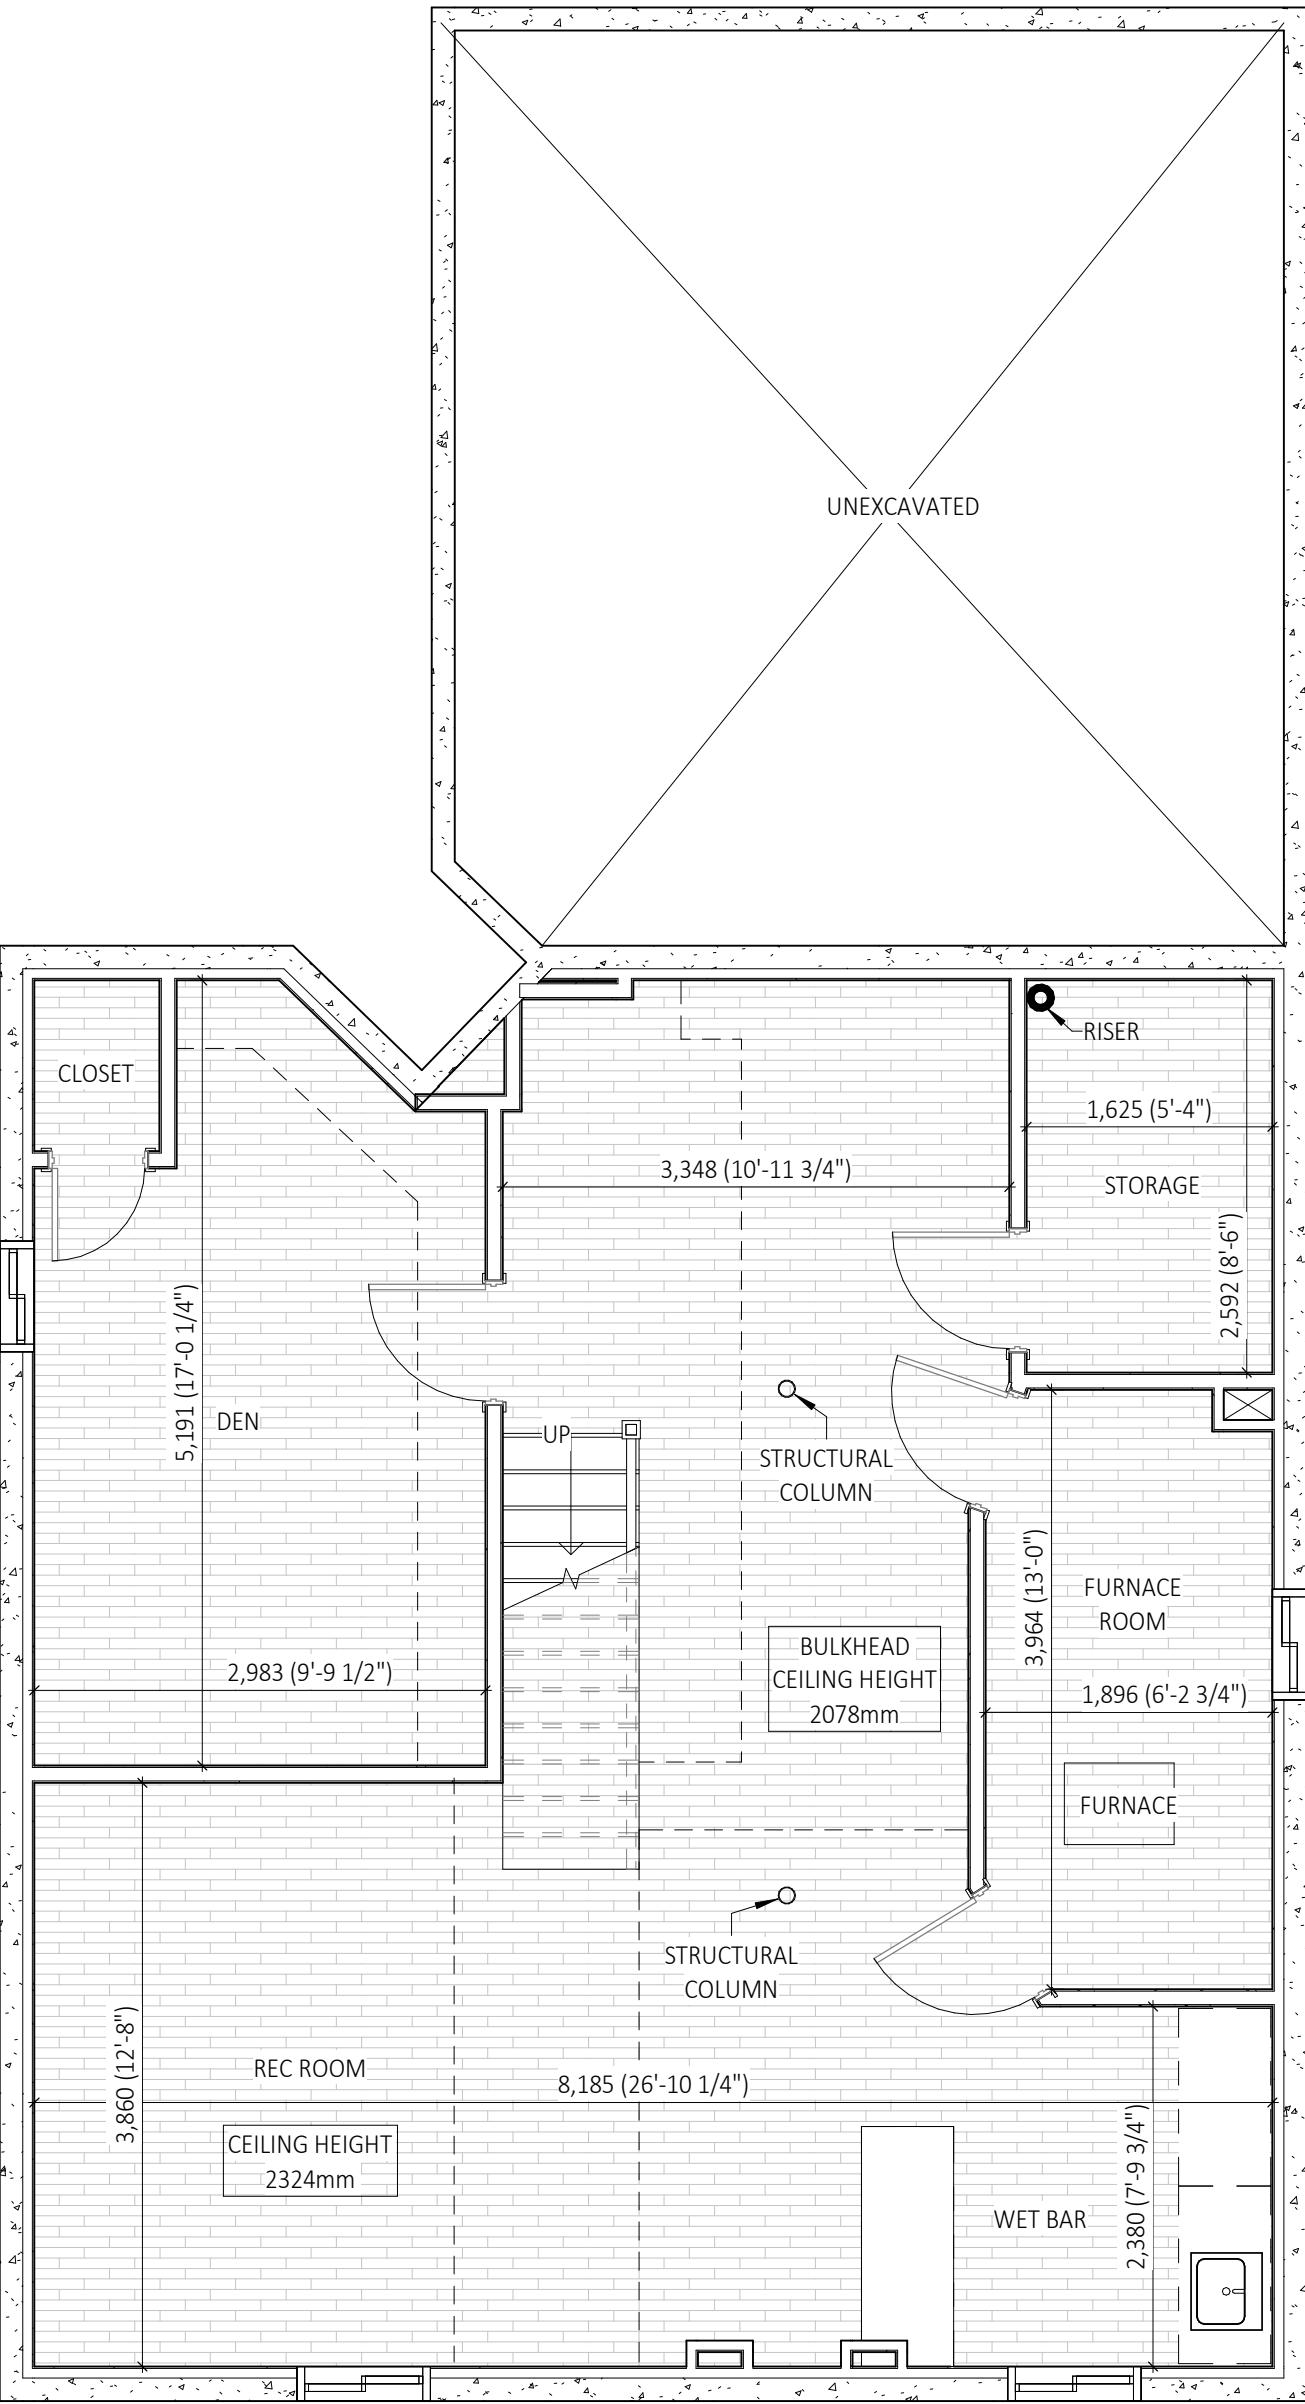 UNEXCAVATED
RISER
CLOSET
1,625 (5'-4")
3,348 (10'-11 3/4")
STORAGE
2,592 (8'-6")
5,191 (17'-0 1/4")
DEN
UP
STRUCTURAL
COLUMN
3,964 (13'-0")
FURNACE
ROOM
BULKHEAD
CEILING HEIGHT
2078mm
2,983 (9'-9 1/2")
1,896 (6'-2 3/4")
FURNACE
STRUCTURAL
COLUMN
3,860 (12'-8")
REC ROOM
8,185 (26'-10 1/4")
CEILING HEIGHT
2324mm
2,380 (7'-9 3/4")
WET BAR